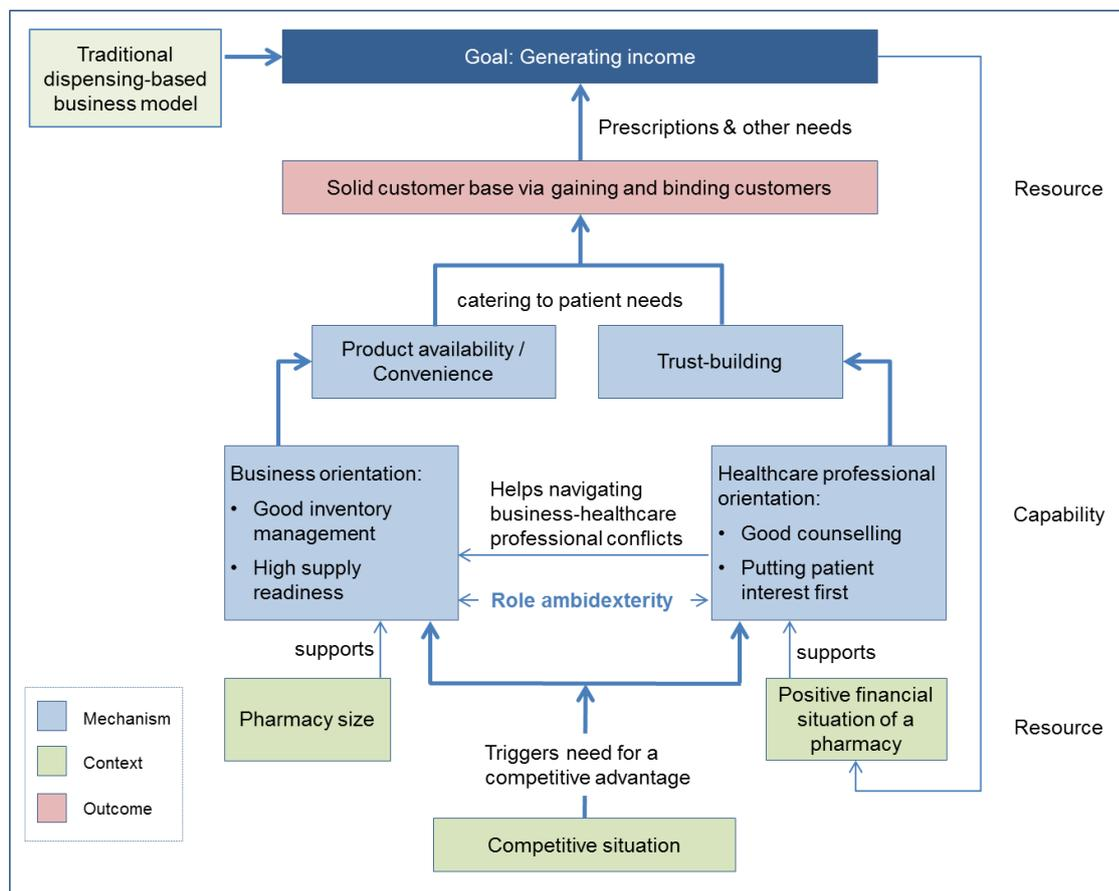 Traditional
dispensing-based
business model
Goal: Generating income
Prescriptions & other needs
Solid customer base via gaining and binding customers
Resource
catering to patient needs
Product availability /
Convenience
Trust-building
Business orientation:
• Good inventory
management
• High supply
readiness
Helps navigating
business-healthcare
professional conflicts
Role ambidexterity
Healthcare professional
orientation:
• Good counselling
• Putting patient
interest first
Capability
supports
supports
Pharmacy size
Positive financial
situation of a
pharmacy
Resource
Triggers need for a
competitive advantage
Competitive situation
Mechanism
Context
Outcome